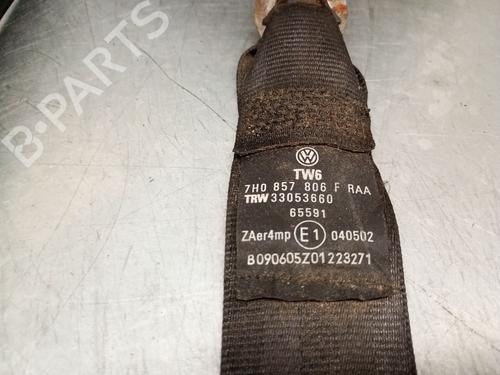 B-PARTS
TW6
7H0 857 806 F RAA
TRW 33053660
65591
ZAer4mp E1 040502
B090605Z01223271